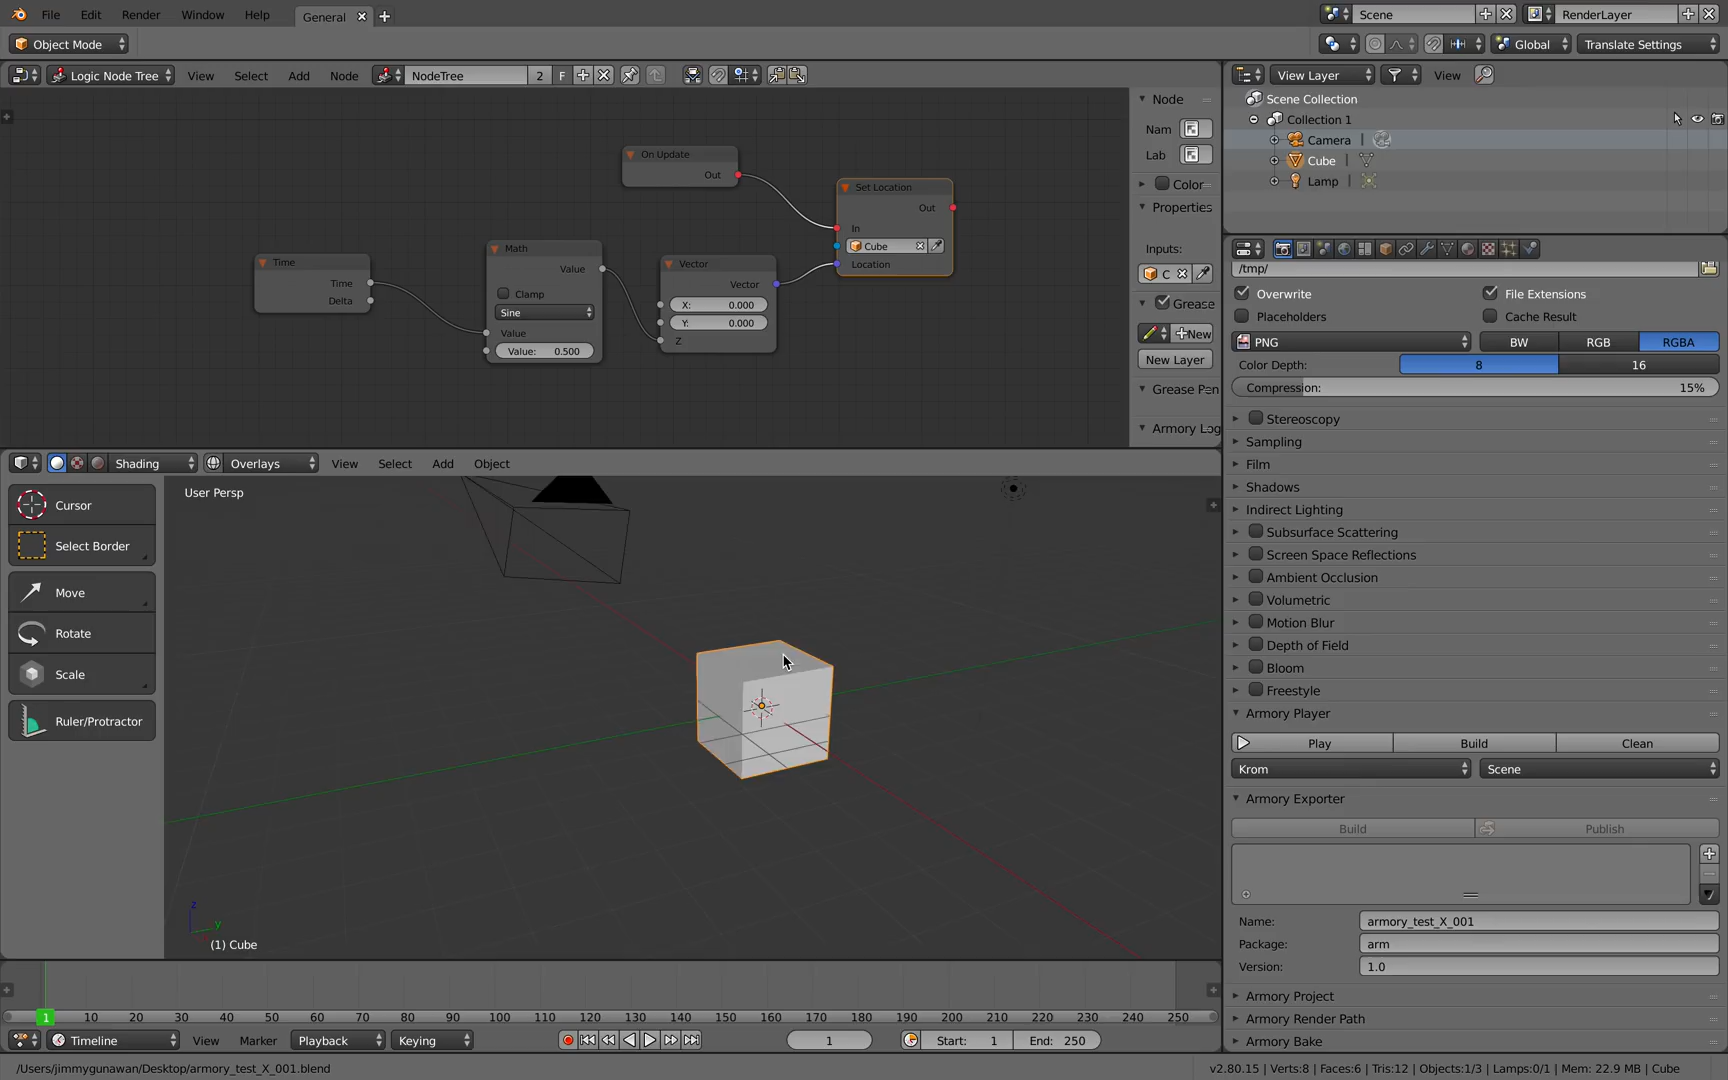 File Edit Render Window Help General Scene RenderLayer
Object Mode Global Translate Settings
Logic Node Tree View Select Add Node NodeTree 2 F
View Layer View
Scene Collection
Collection 1
Camera
Cube
Lamp
On Update
Out
Set Location
Out
In
Cube
Location
Time
Time
Delta
Math
Value
Clamp
Sine
Value
Value: 0.500
Vector
Vector
X: 0.000
Y: 0.000
Z
Node
Nam
Lab
Color
Properties
Inputs:
C
Grease
New
New Layer
Grease Pen
Armory Log
/tmp/
Overwrite File Extensions
Placeholders Cache Result
PNG BW RGB RGBA
Color Depth: 8 16
Compression: 15%
Stereoscopy
Sampling
Film
Shadows
Indirect Lighting
Subsurface Scattering
Screen Space Reflections
Ambient Occlusion
Volumetric
Motion Blur
Depth of Field
Bloom
Freestyle
Armory Player
Play Build Clean
Krom Scene
Armory Exporter
Build Publish
Name: armory_test_X_001
Package: arm
Version: 1.0
Armory Project
Armory Render Path
Armory Bake
Shading Overlays View Select Add Object
Cursor
Select Border
Move
Rotate
Scale
Ruler/Protractor
User Persp
z
y
(1) Cube
1 10 20 30 40 50 60 70 80 90 100 110 120 130 140 150 160 170 180 190 200 210 220 230 240 250
Timeline View Marker Playback Keying 1 Start: 1 End: 250
/Users/jimmygunawan/Desktop/armory_test_X_001.blend
v2.80.15 | Verts:8 | Faces:6 | Tris:12 | Objects:1/3 | Lamps:0/1 | Mem: 22.9 MB | Cube